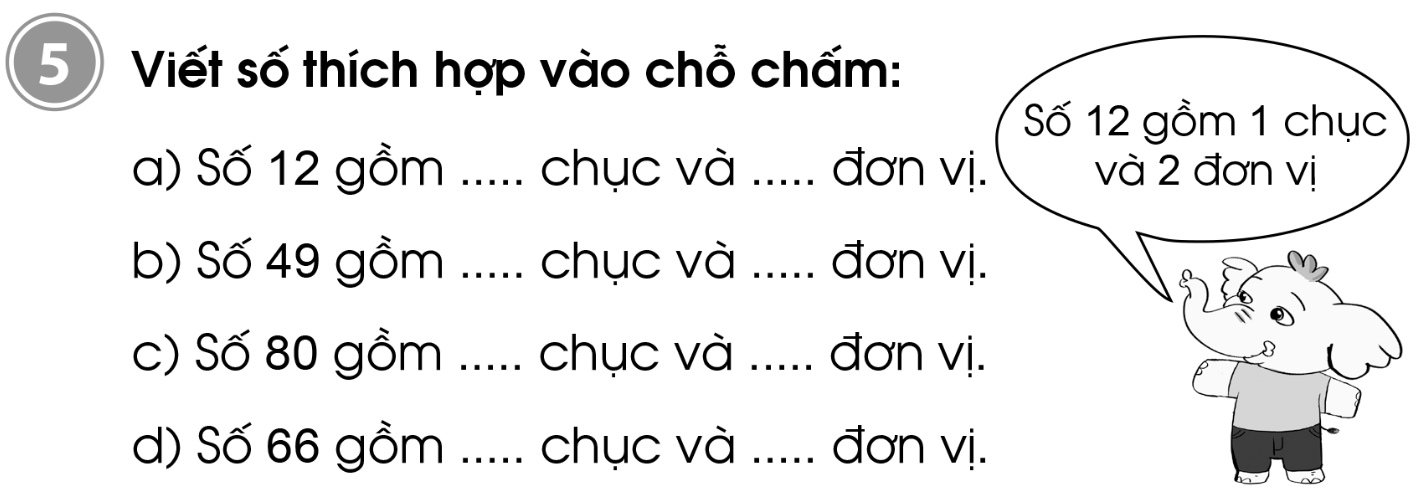 5 Viết số thích hợp vào chỗ chấm:
a) Số 12 gồm ..... chục và ..... đơn vị.
b) Số 49 gồm ..... chục và ..... đơn vị.
c) Số 80 gồm ..... chục và ..... đơn vị.
d) Số 66 gồm ..... chục và ..... đơn vị.
Số 12 gồm 1 chục
và 2 đơn vị